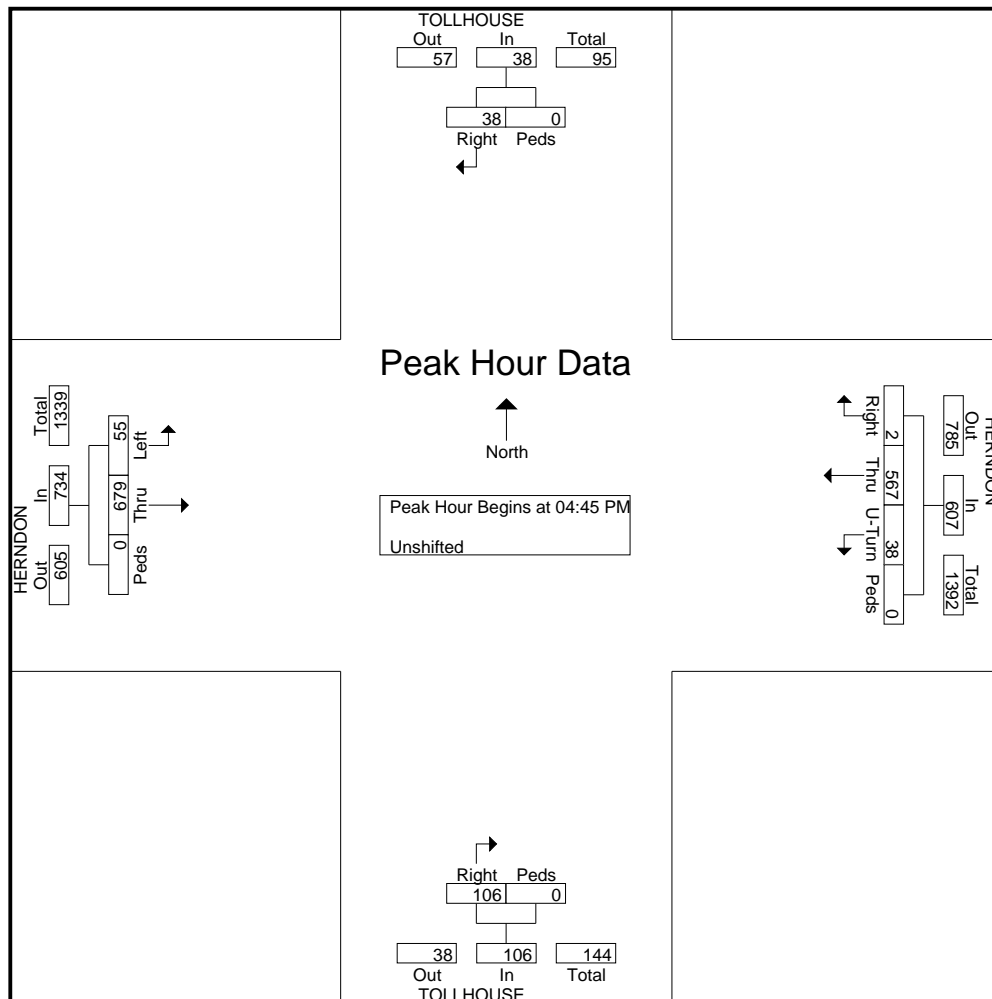 TOLLHOUSE
Out In Total
57 38 95
38 0
Right Peds
Peak Hour Data
North
Peak Hour Begins at 04:45 PM
Unshifted
HERNDON
Out In Total
605 734 1339
55 679 0
Left Thru Peds
HERNDON
Out In Total
785 607 1392
2 567 38 0
Right Thru U-Turn Peds
Right Peds
106 0
38 106 144
Out In Total
TOLLHOUSE